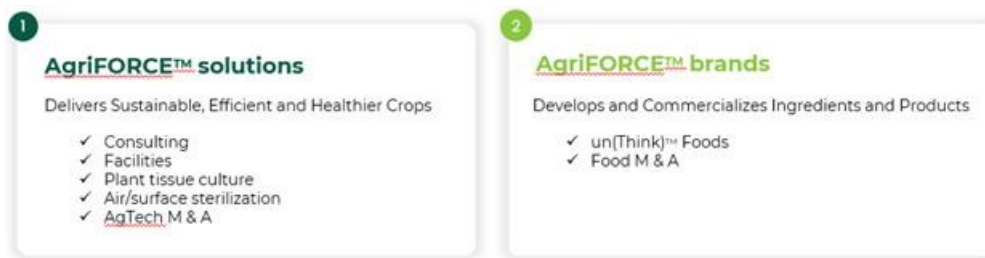 1
AgriFORCE™ solutions
Delivers Sustainable, Efficient and Healthier Crops
✓ Consulting
✓ Facilities
✓ Plant tissue culture
✓ Air/surface sterilization
✓ AgTech M & A
2
AgriFORCE™ brands
Develops and Commercializes Ingredients and Products
✓ un(Think)™ Foods
✓ Food M & A